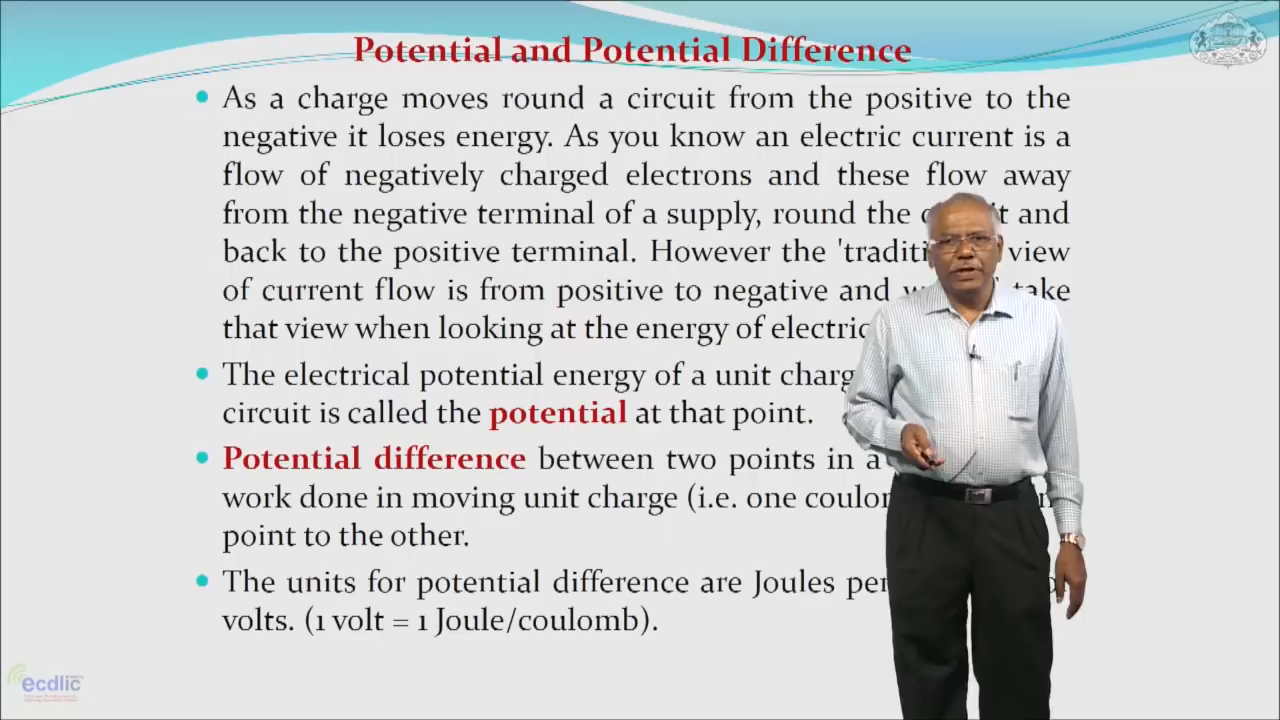 Potential and Potential Difference
As a charge moves round a circuit from the positive to the
negative it loses energy. As you know an electric current is a
flow of negatively charged electrons and these flow away
from the negative terminal of a supply, round the and
back to the positive terminal. However the view
of current flow is from positive to negative and take
that view when looking at the energy of
The electrical potential energy of a unit
circuit is called the potential at that point.
Potential difference between two points in a
work done in moving unit charge (i.e. one
point to the other.
The units for potential difference are Joules
volts. (1 volt = 1 Joule/coulomb).
ecdlic